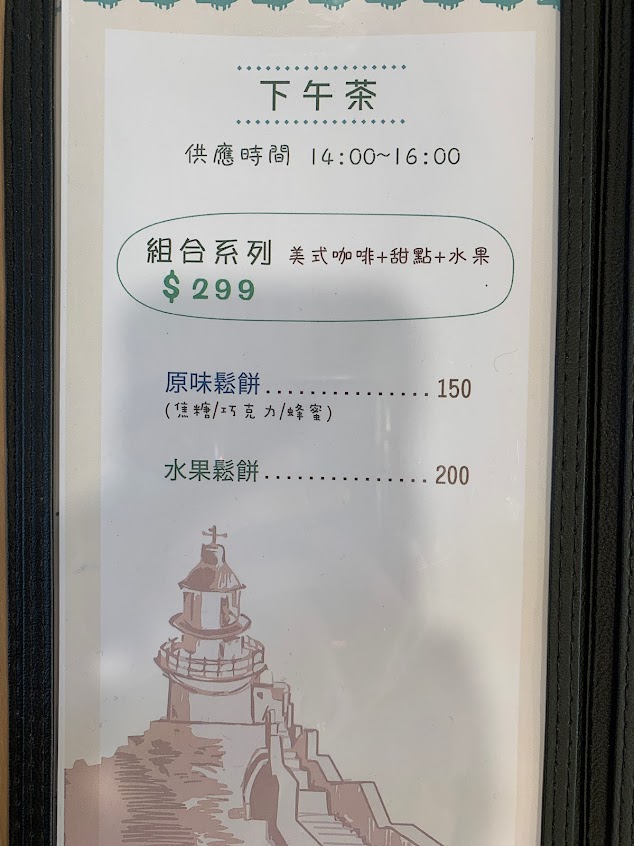 下午茶
供應時間 14:00~16:00
組合系列 美式咖啡+甜點+水果
$299
原味鬆餅...............150
(焦糖/巧克力/蜂蜜)
水果鬆餅...............200